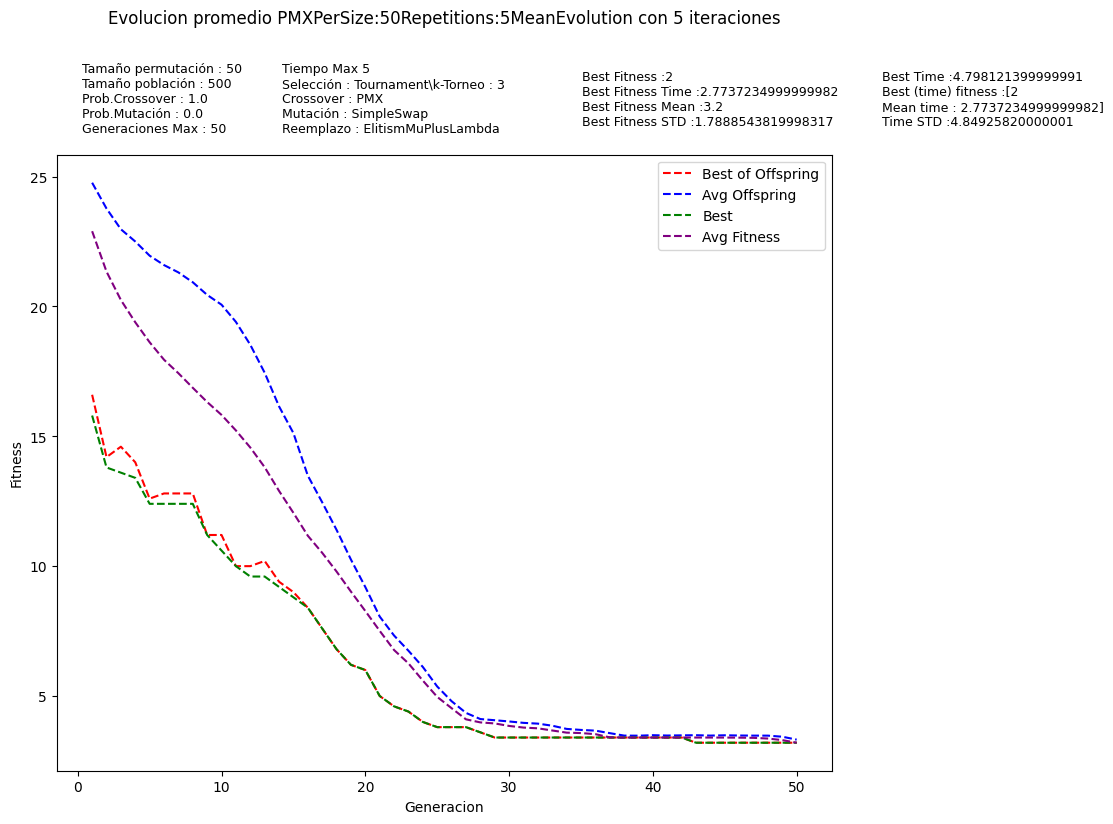 Evolucion promedio PMXPerSize:50Repetitions:5MeanEvolution con 5 iteraciones
Tamaño permutación : 50
Tamaño población : 500
Prob.Crossover : 1.0
Prob.Mutación : 0.0
Generaciones Max : 50
Tiempo Max 5
Selección : Tournament\k-Torneo : 3
Crossover : PMX
Mutación : SimpleSwap
Reemplazo : ElitismMuPlusLambda
Best Fitness :2
Best Fitness Time :2.7737234999999982
Best Fitness Mean :3.2
Best Fitness STD :1.7888543819998317
Best Time :4.798121399999991
Best (time) fitness :[2
Mean time : 2.7737234999999982]
Time STD :4.84925820000001
Best of Offspring
Avg Offspring
Best
Avg Fitness
25
20
15
10
5
Fitness
0
10
20
30
40
50
Generacion